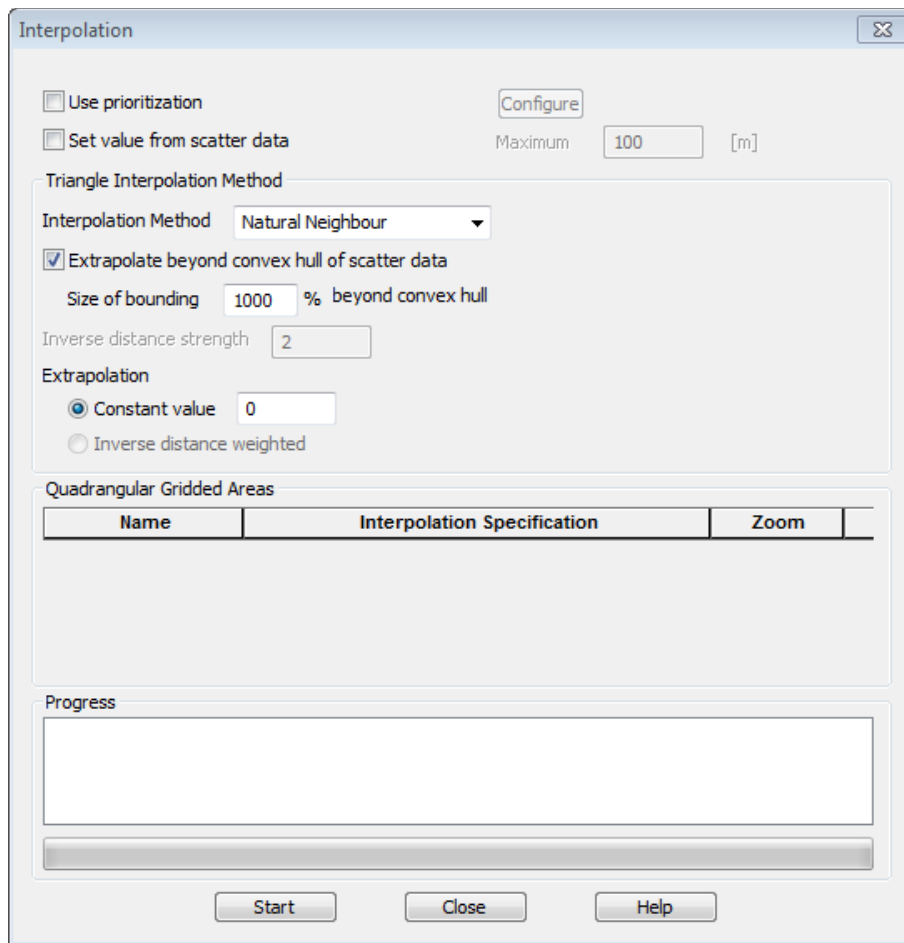 Interpolation
Use prioritization Configure
Set value from scatter data Maximum 100 [m]
Triangle Interpolation Method
Interpolation Method Natural Neighbour
Extrapolate beyond convex hull of scatter data
Size of bounding 1000 % beyond convex hull
Inverse distance strength 2
Extrapolation
Constant value 0
Inverse distance weighted
Quadrangular Gridded Areas
Name Interpolation Specification Zoom
Progress
Start Close Help